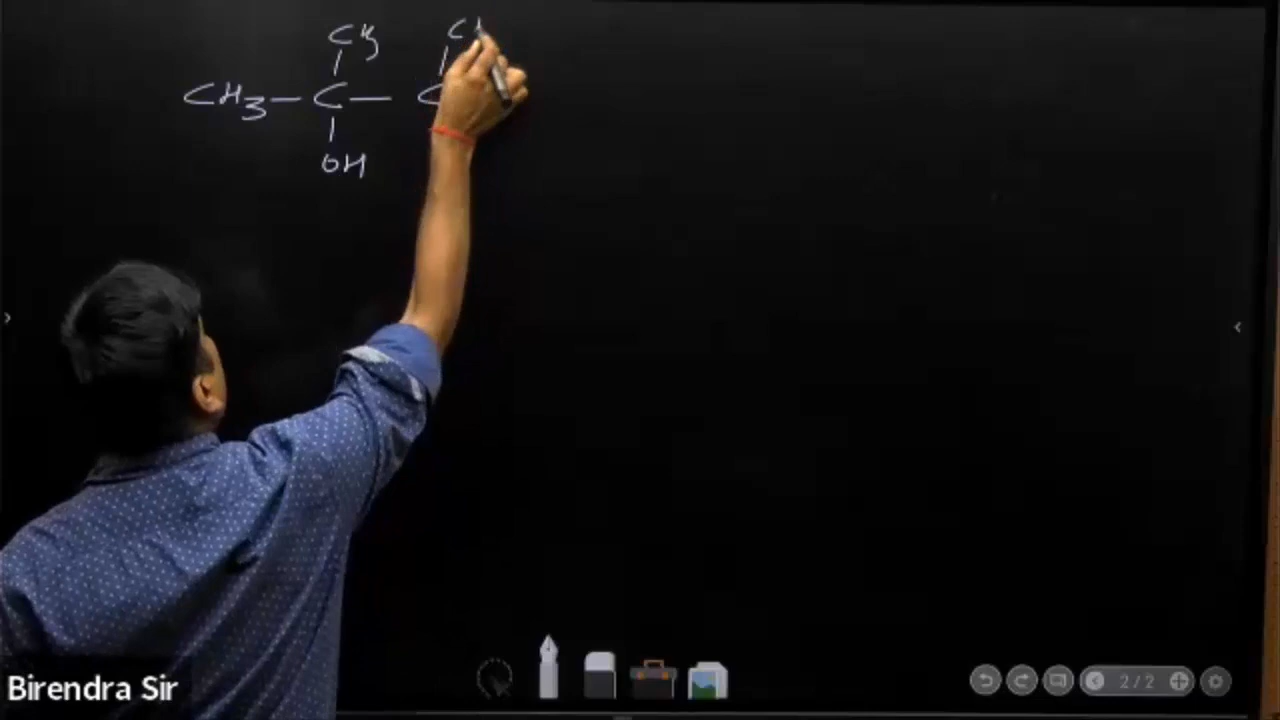 CH3 C
CH3 — C — C
OH
Birendra Sir
2/2